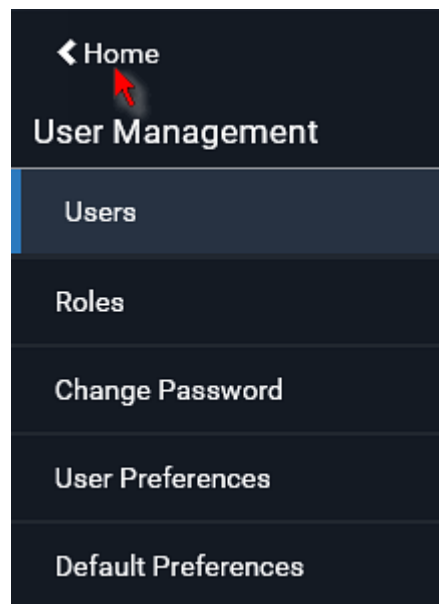 Home
User Management
Users
Roles
Change Password
User Preferences
Default Preferences